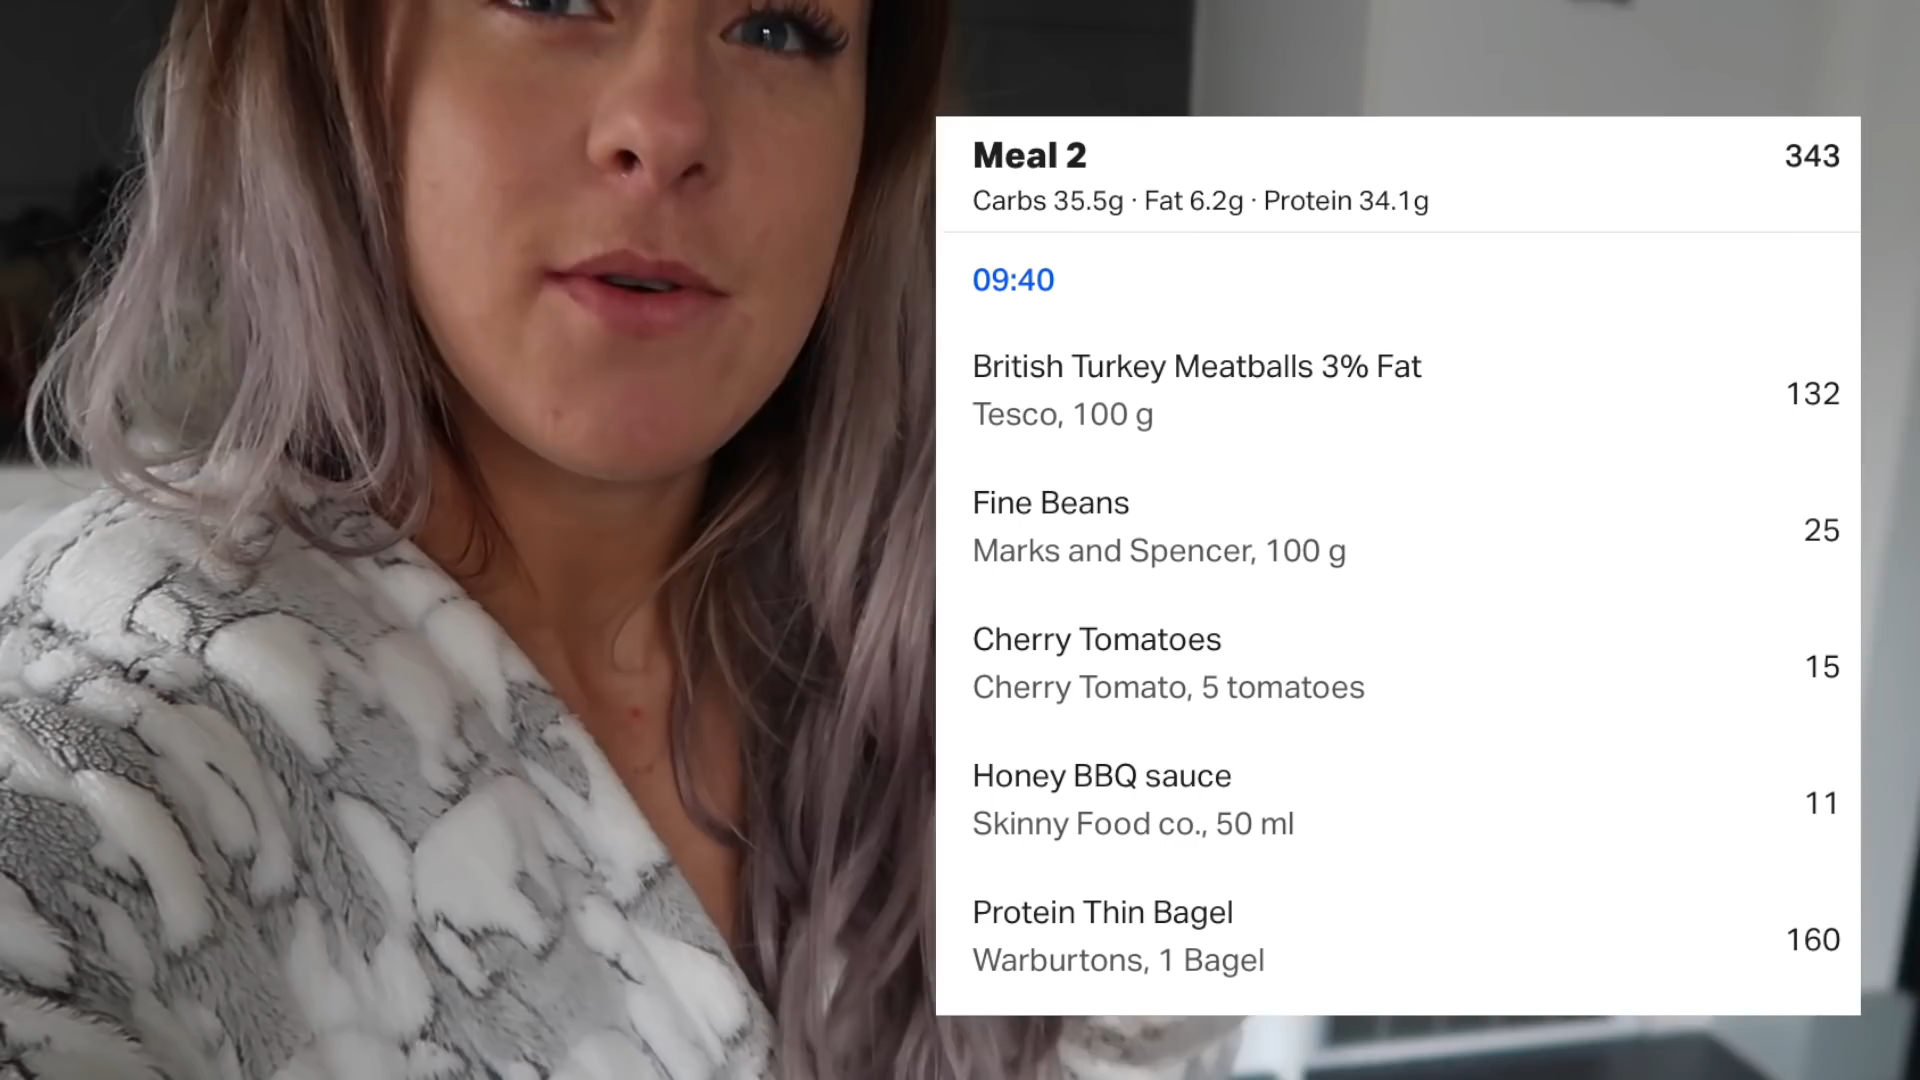 Meal 2
343
Carbs 35.5g · Fat 6.2g · Protein 34.1g
09:40
British Turkey Meatballs 3% Fat
Tesco, 100 g
132
Fine Beans
Marks and Spencer, 100 g
25
Cherry Tomatoes
Cherry Tomato, 5 tomatoes
15
Honey BBQ sauce
Skinny Food co., 50 ml
11
Protein Thin Bagel
Warburtons, 1 Bagel
160